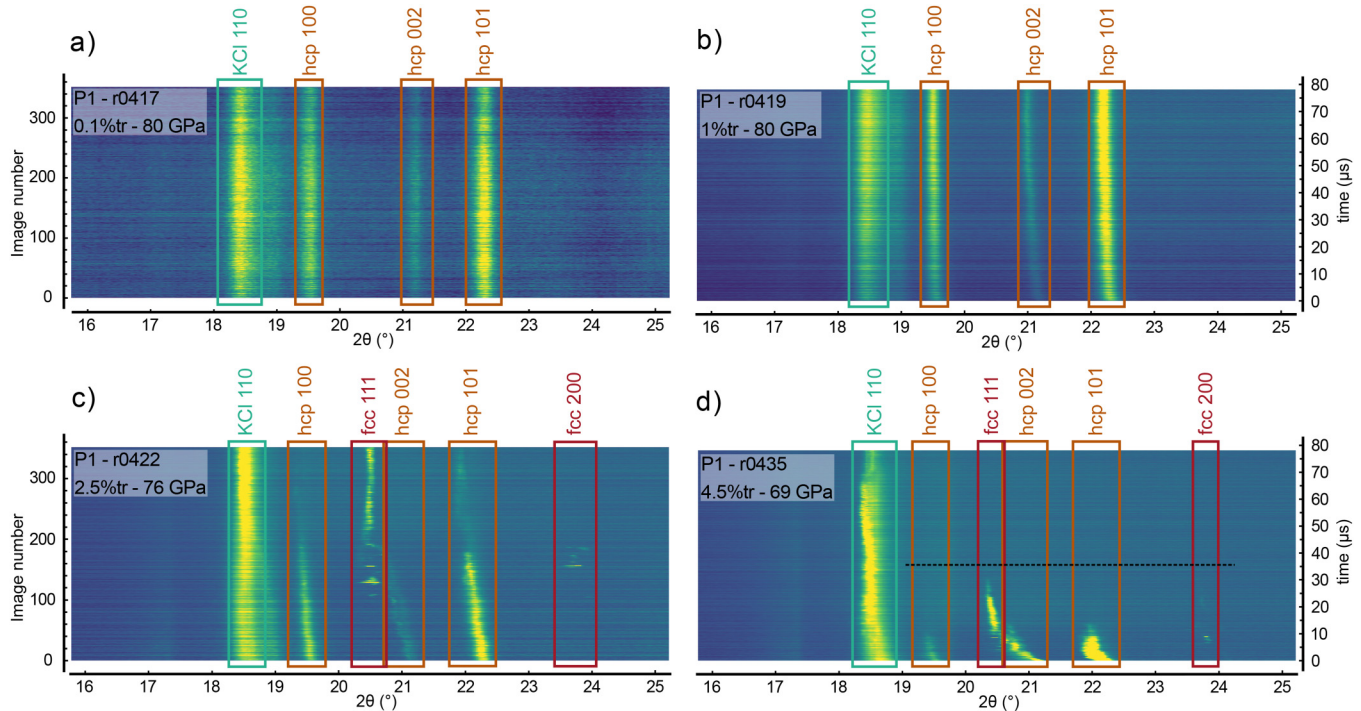 a)
KCl 110
hcp 100
hcp 002
hcp 101
P1 - r0417
0.1%tr - 80 GPa
Image number
300
200
100
0
16 17 18 19 20 21 22 23 24 25
2θ (°)
b)
KCl 110
hcp 100
hcp 002
hcp 101
P1 - r0419
1%tr - 80 GPa
80
70
60
50
40
30
20
10
0
time (µs)
16 17 18 19 20 21 22 23 24 25
2θ (°)
c)
KCl 110
hcp 100
fcc 111
hcp 002
hcp 101
fcc 200
P1 - r0422
2.5%tr - 76 GPa
Image number
300
200
100
0
16 17 18 19 20 21 22 23 24 25
2θ (°)
d)
KCl 110
hcp 100
fcc 111
hcp 002
hcp 101
fcc 200
P1 - r0435
4.5%tr - 69 GPa
80
70
60
50
40
30
20
10
0
time (µs)
16 17 18 19 20 21 22 23 24 25
2θ (°)